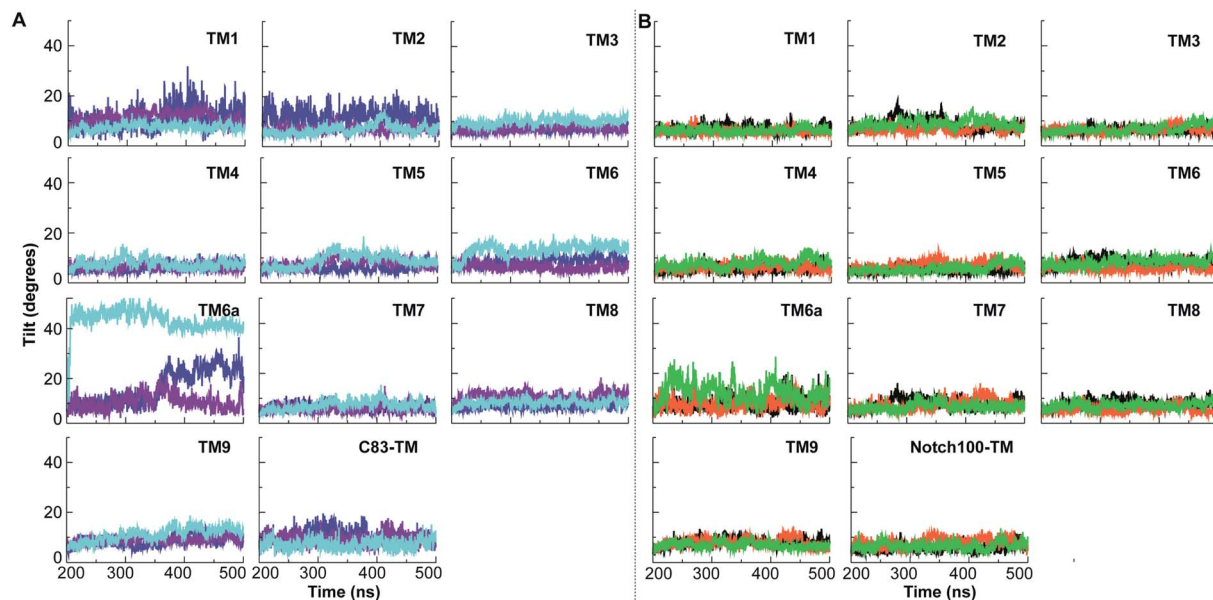 A B
TM1 TM2 TM3 TM1 TM2 TM3
40
20
0
TM4 TM5 TM6 TM4 TM5 TM6
40
20
0
Tilt (degrees)
TM6a TM7 TM8 TM6a TM7 TM8
40
20
0
TM9 C83-TM TM9 Notch100-TM
40
20
0
200 300 400 500 200 300 400 500 200 300 400 500 200 300 400 500
Time (ns) Time (ns)